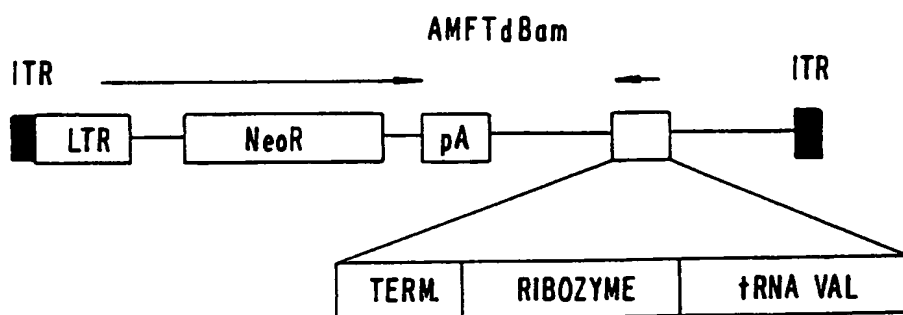 AMFTdBam
ITR ITR
LTR NeoR pA
TERM. RIBOZYME tRNA VAL